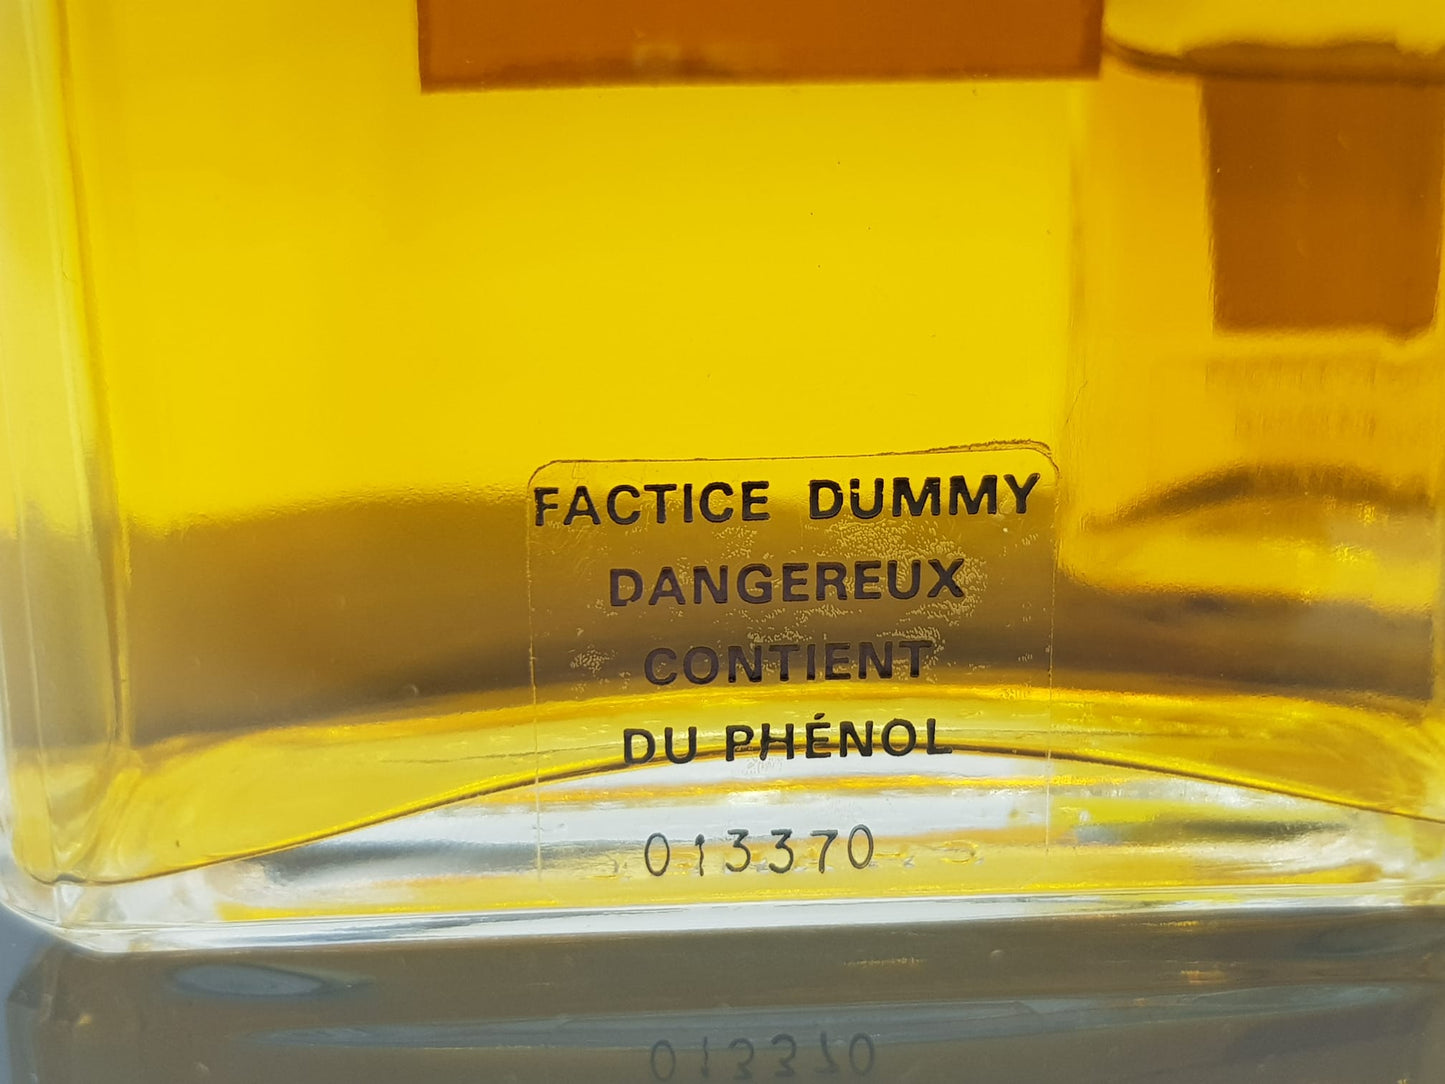 FACTICE DUMMY
DANGEREUX
CONTIENT
DU PHÉNOL
013370